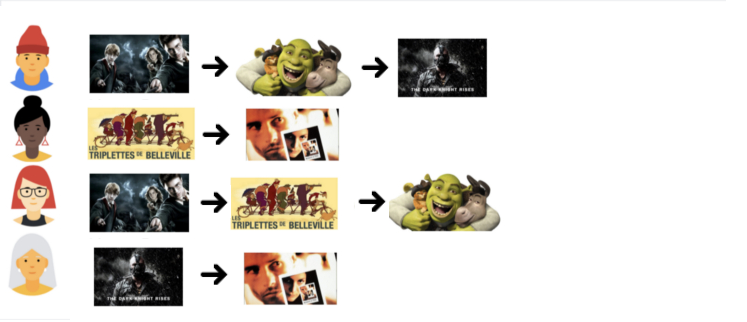 THE DARK KNIGHT RISES
LES
TRIPLETTES DE BELLEVILLE
LES
TRIPLETTES DE BELLEVILLE
THE DARK KNIGHT RISES